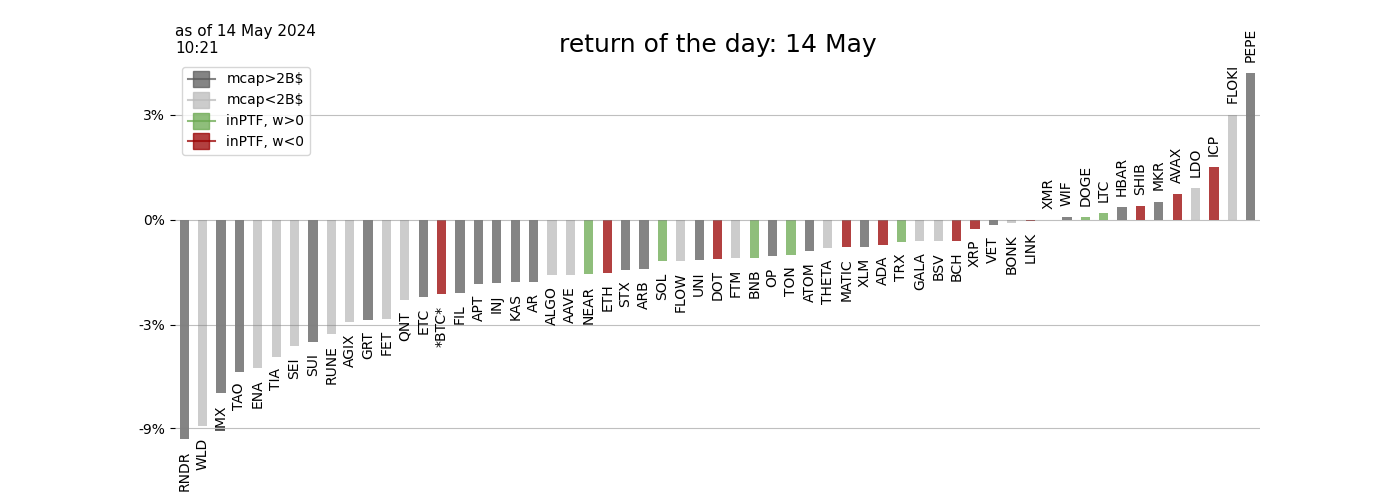 as of 14 May 2024
10:21
return of the day: 14 May
mcap>2B$
mcap<2B$
inPTF, w>0
inPTF, w<0
3%
0%
-3%
-9%
RNDR
WLD
IMX
TAO
ENA
TIA
SEI
SUI
RUNE
AGIX
GRT
FET
QNT
ETC
*BTC*
FIL
APT
INJ
KAS
AR
ALGO
AAVE
NEAR
ETH
STX
ARB
SOL
FLOW
UNI
DOT
FTM
BNB
OP
TON
ATOM
THETA
MATIC
XLM
ADA
TRX
GALA
BSV
BCH
XRP
VET
BONK
LINK
XMR
WIF
DOGE
LTC
HBAR
SHIB
MKR
AVAX
LDO
ICP
FLOKI
PEPE